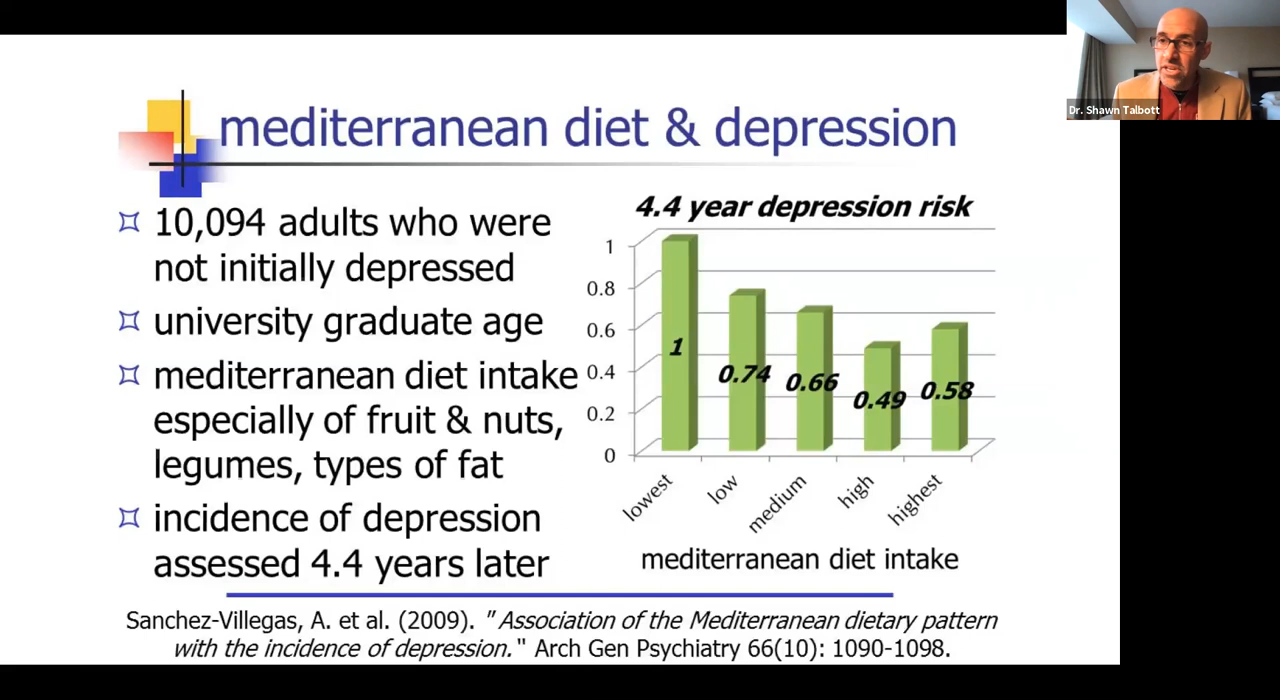 Dr. Shawn Talbott
mediterranean diet & depression
10,094 adults who were
not initially depressed
university graduate age
mediterranean diet intake
especially of fruit & nuts,
legumes, types of fat
incidence of depression
assessed 4.4 years later
4.4 year depression risk
1
0.8
0.6
0.4
0.2
0
1
0.74
0.66
0.49
0.58
lowest
low
medium
high
highest
mediterranean diet intake
Sanchez-Villegas, A. et al. (2009). "Association of the Mediterranean dietary pattern
with the incidence of depression." Arch Gen Psychiatry 66(10): 1090-1098.